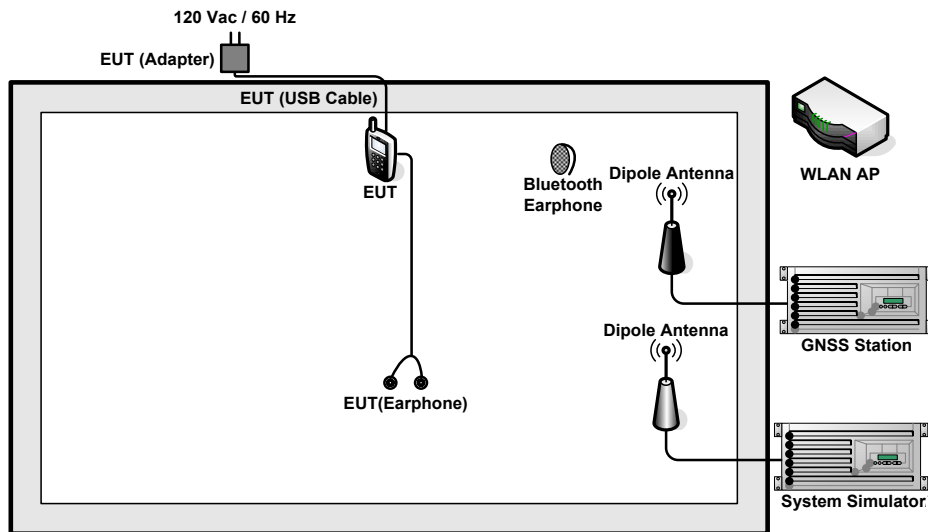 120 Vac / 60 Hz
EUT (Adapter)
EUT (USB Cable)
EUT
Bluetooth
Earphone
Dipole Antenna
WLAN AP
GNSS Station
Dipole Antenna
EUT(Earphone)
System Simulator